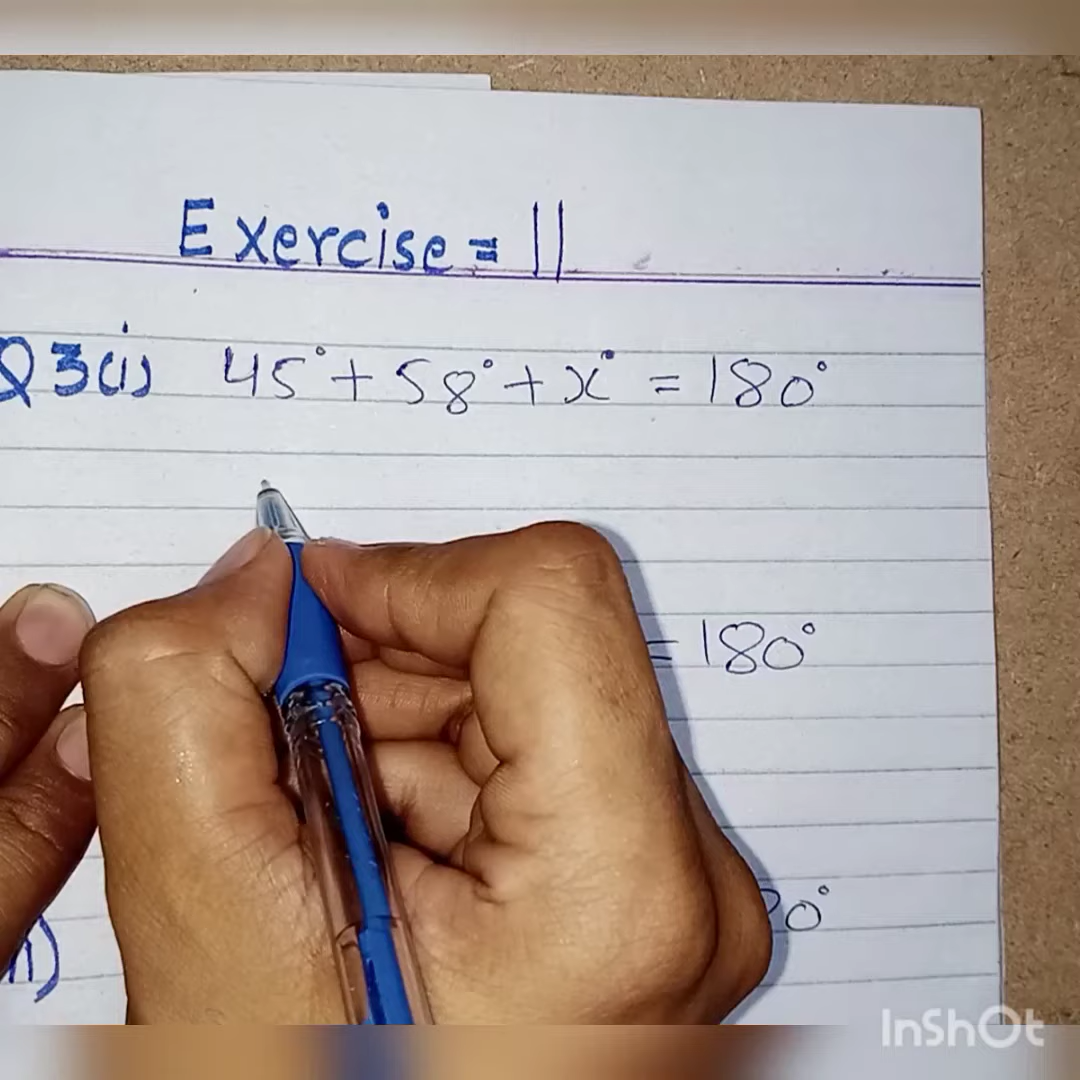 Exercise = 11
Q3(i) 45° + 58° + x° = 180°
= 180°
InShOt